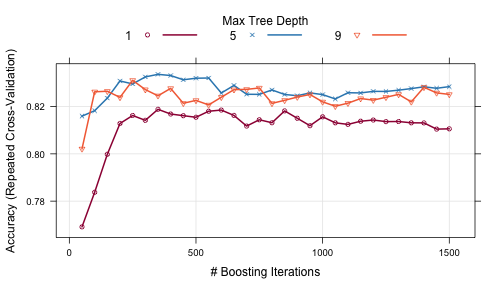 Max Tree Depth
1 5 9
Accuracy (Repeated Cross-Validation)
0.82
0.80
0.78
0 500 1000 1500
# Boosting Iterations